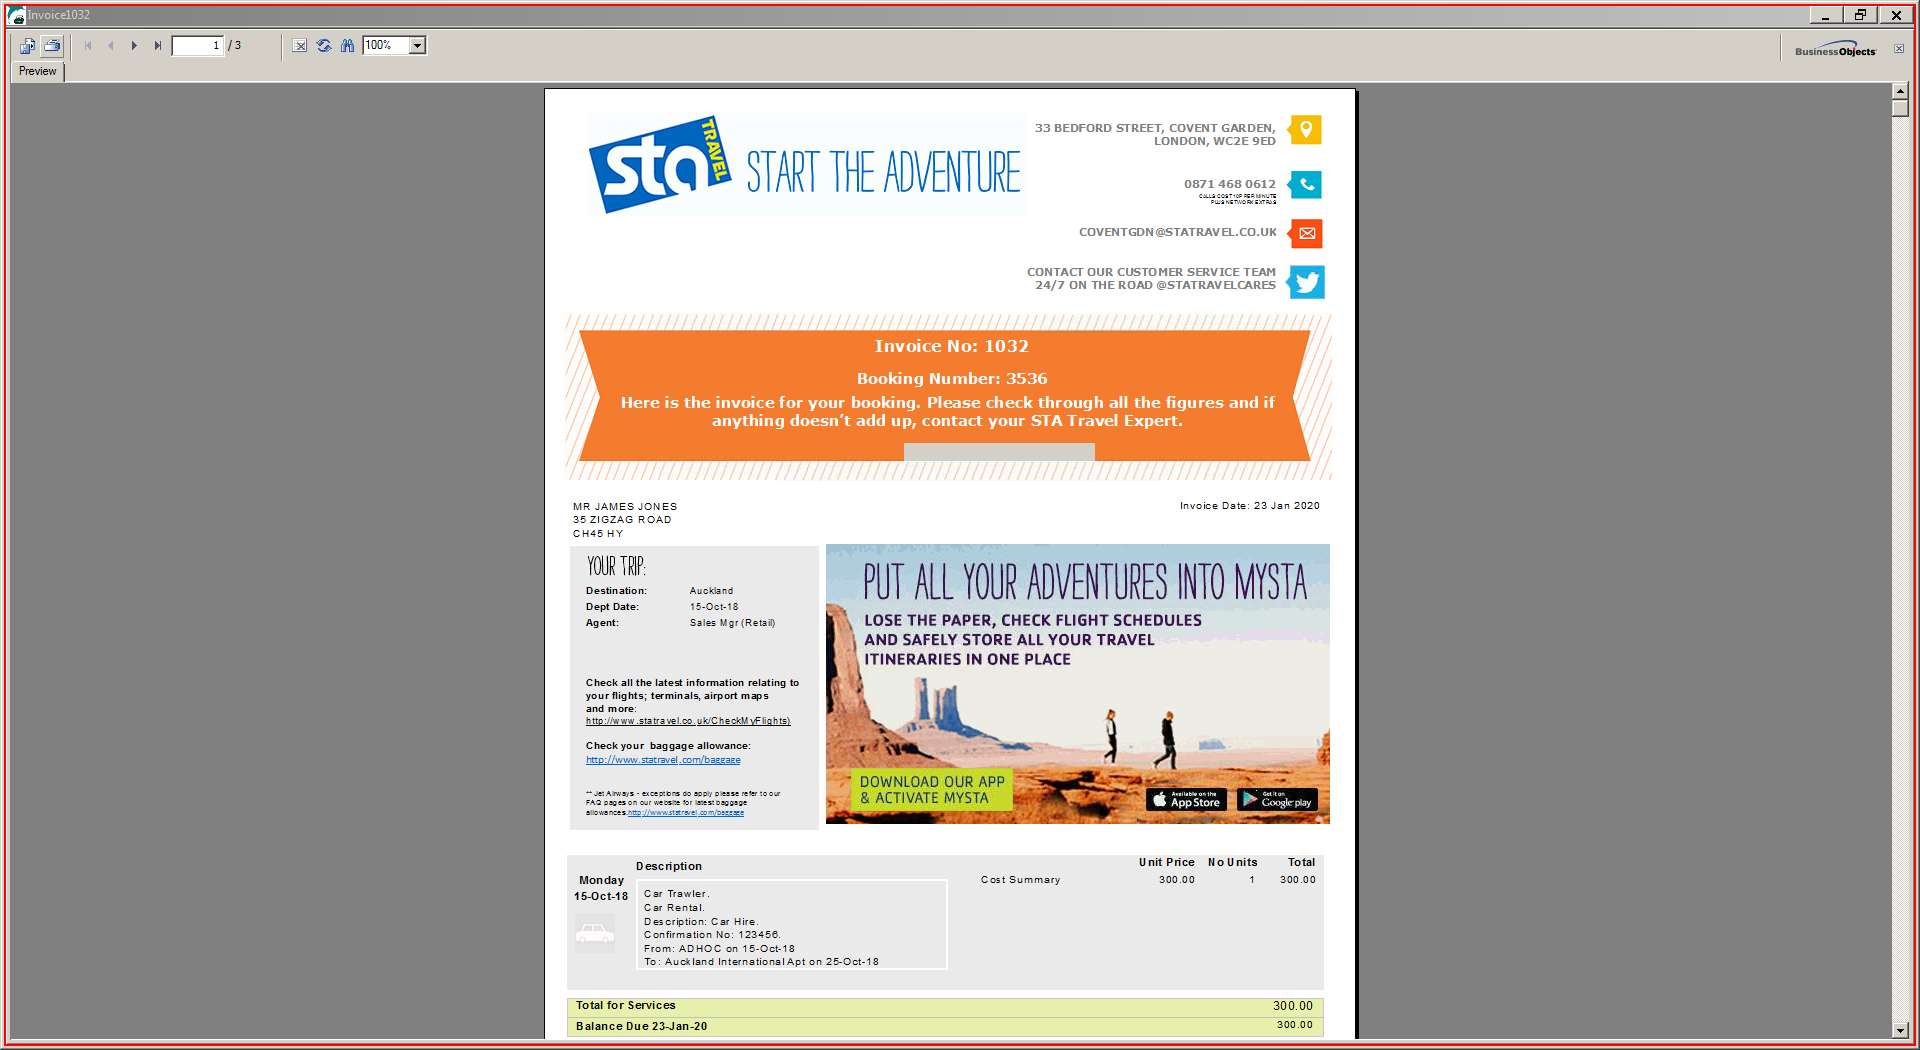 Invoice1032
1 / 3
100%
BusinessObjects
Preview
sta TRAVEL
START THE ADVENTURE
33 BEDFORD STREET, COVENT GARDEN,
LONDON, WC2E 9ED
0871 468 0612
CALLS COST 10P PER MINUTE
PLUS NETWORK EXTRAS
COVENTGDN@STATRAVEL.CO.UK
CONTACT OUR CUSTOMER SERVICE TEAM
24/7 ON THE ROAD @STATRAVELCARES
Invoice No: 1032
Booking Number: 3536
Here is the invoice for your booking. Please check through all the figures and if
anything doesn’t add up, contact your STA Travel Expert.
MR JAMES JONES
35 ZIGZAG ROAD
CH45 HY
Invoice Date: 23 Jan 2020
YOUR TRIP:
Destination: Auckland
Dept Date: 15-Oct-18
Agent: Sales Mgr (Retail)
Check all the latest information relating to
your flights; terminals, airport maps
and more:
http://www.statravel.co.uk/CheckMyFlights)
Check your baggage allowance:
http://www.statravel.com/baggage
** Jet Airways - exceptions do apply please refer to our
FAQ pages on our website for latest baggage
allowances.http://www.statravel.com/baggage
PUT ALL YOUR ADVENTURES INTO MYSTA
LOSE THE PAPER, CHECK FLIGHT SCHEDULES
AND SAFELY STORE ALL YOUR TRAVEL
ITINERARIES IN ONE PLACE
DOWNLOAD OUR APP
& ACTIVATE MYSTA
Available on the
App Store
Get it on
Google play
Description Unit Price No Units Total
Monday
15-Oct-18
Car Trawler.
Car Rental.
Description: Car Hire.
Confirmation No: 123456.
From: ADHOC on 15-Oct-18
To: Auckland International Apt on 25-Oct-18
Cost Summary 300.00 1 300.00
Total for Services 300.00
Balance Due 23-Jan-20 300.00